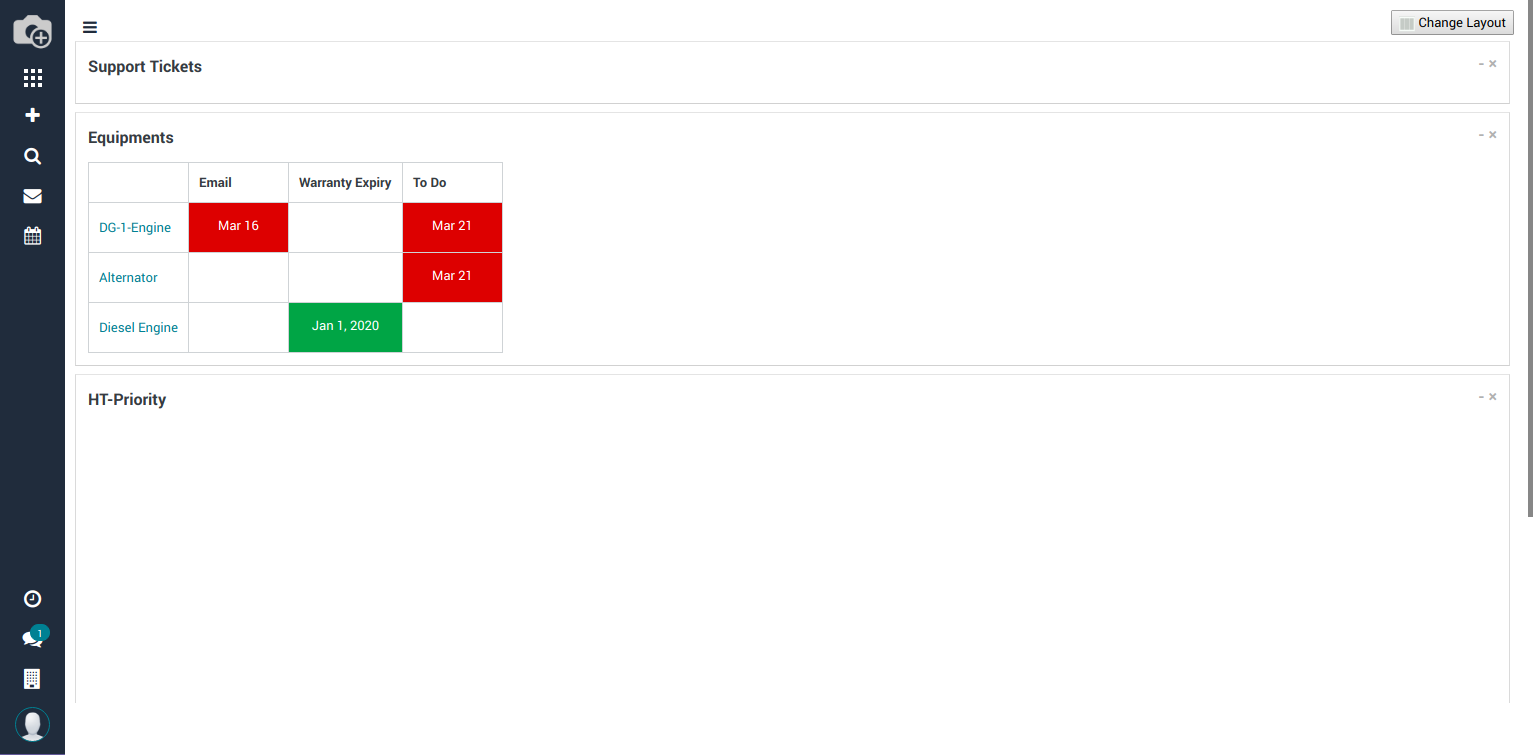 Change Layout
Support Tickets
Equipments
Email Warranty Expiry To Do
DG-1-Engine Mar 16 Mar 21
Alternator Mar 21
Diesel Engine Jan 1, 2020
HT-Priority
1